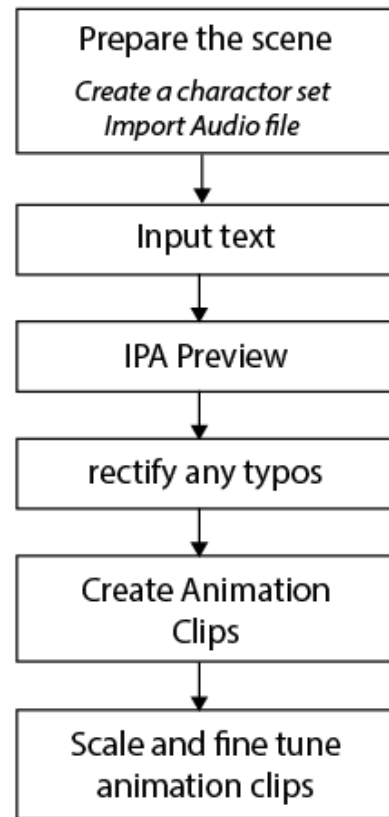 Prepare the scene
Create a charactor set
Import Audio file
Input text
IPA Preview
rectify any typos
Create Animation
Clips
Scale and fine tune
animation clips